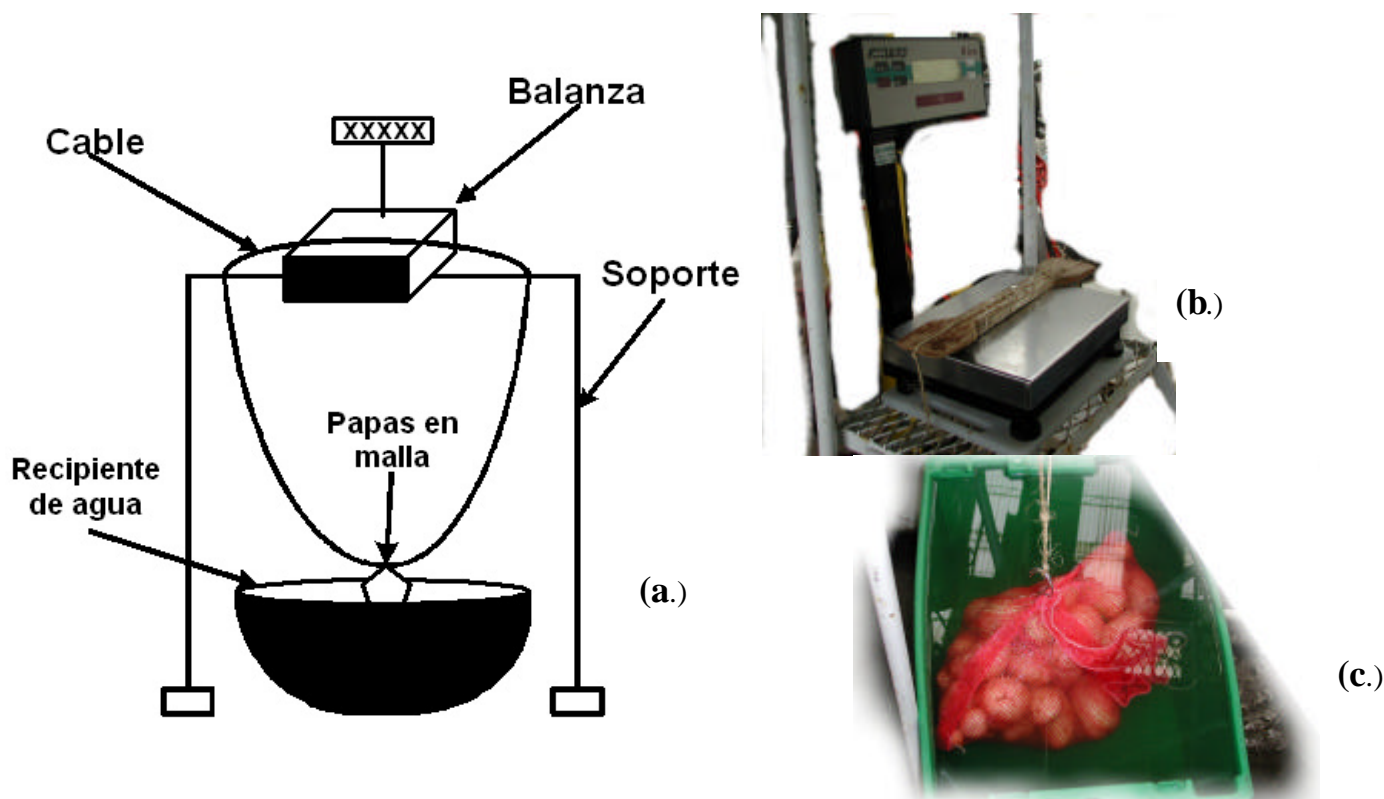 Balanza
XXXXX
Cable
Soporte
(b.)
Papas en
malla
Recipiente
de agua
(a.)
(c.)